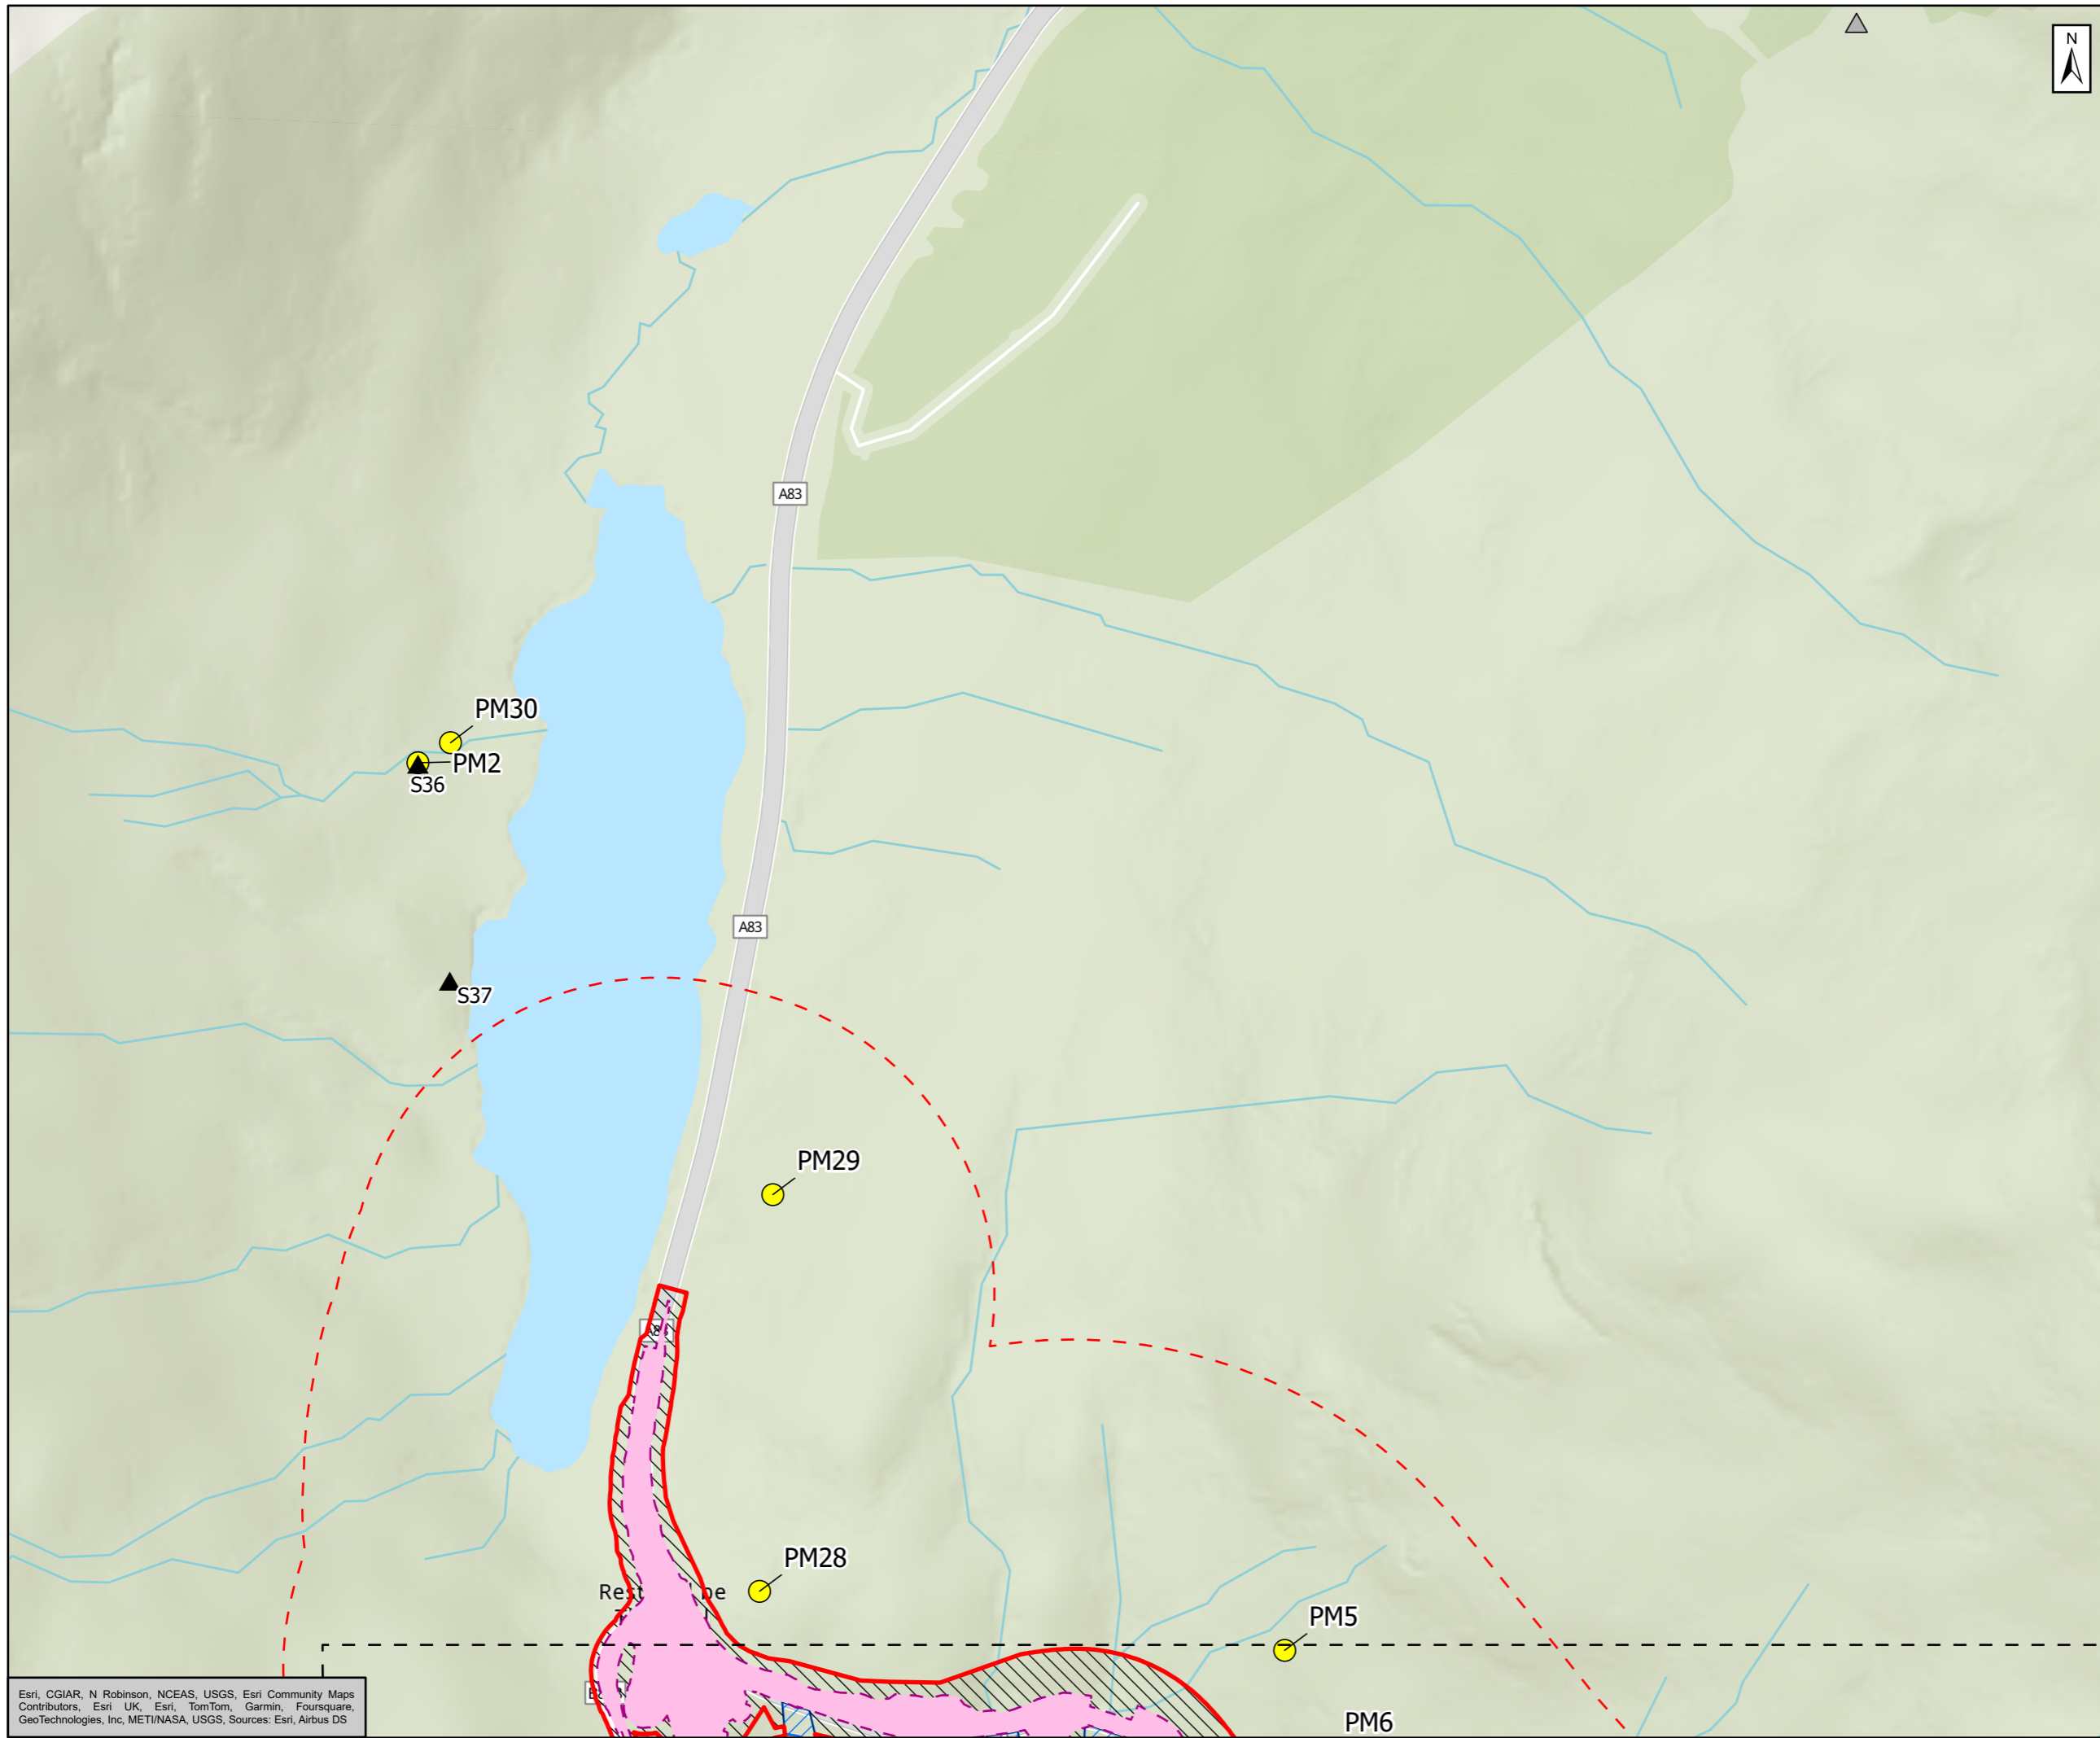 N
A83
PM30
PM2
S36
A83
S37
PM29
PM28
Rest
PM5
PM6
Esri, CGIAR, N Robinson, NCEAS, USGS, Esri Community Maps
Contributors, Esri UK, Esri, TomTom, Garmin, Foursquare,
GeoTechnologies, Inc, METI/NASA, USGS, Sources: Esri, Airbus DS